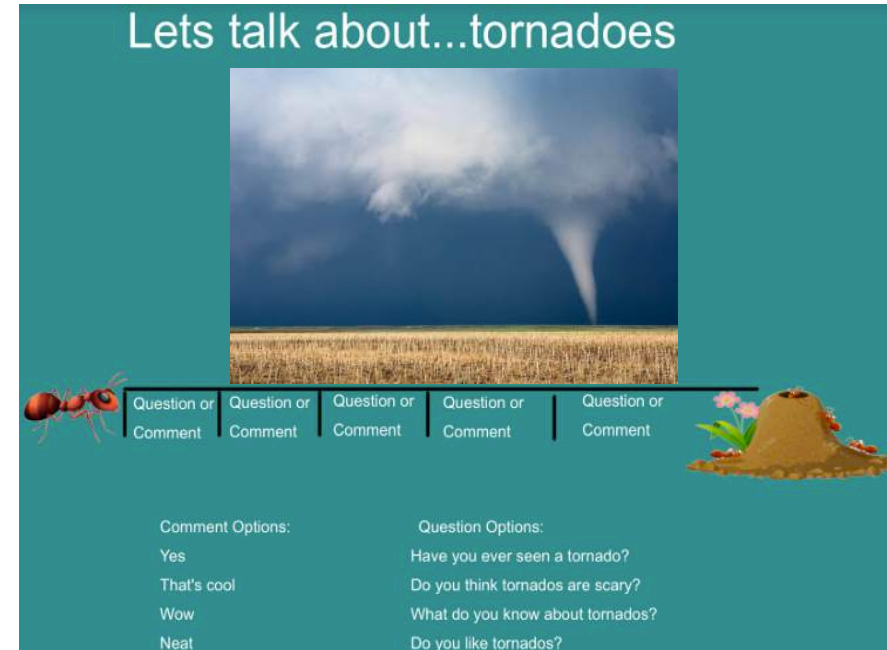 Lets talk about...tornadoes
Question or
Comment
Question or
Comment
Question or
Comment
Question or
Comment
Question or
Comment
Comment Options:
Yes
That's cool
Wow
Neat
Question Options:
Have you ever seen a tornado?
Do you think tornados are scary?
What do you know about tornados?
Do you like tornados?